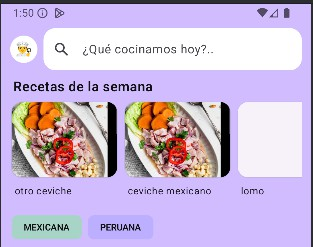 1:50
¿Qué cocinamos hoy?..
Recetas de la semana
otro ceviche
ceviche mexicano
lomo
MEXICANA
PERUANA